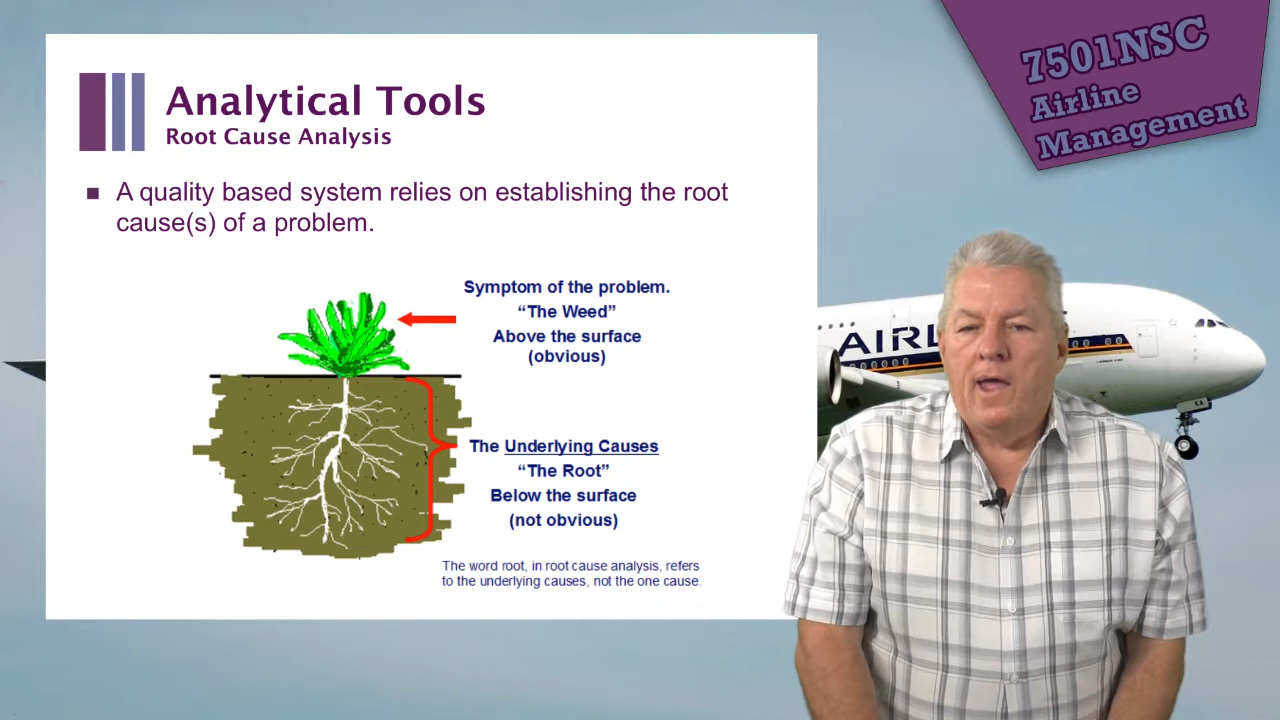 7501NSC
Airline
Management
Analytical Tools
Root Cause Analysis
A quality based system relies on establishing the root
cause(s) of a problem.
Symptom of the problem.
“The Weed”
Above the surface
(obvious)
The Underlying Causes
“The Root”
Below the surface
(not obvious)
The word root, in root cause analysis, refers
to the underlying causes, not the one cause.